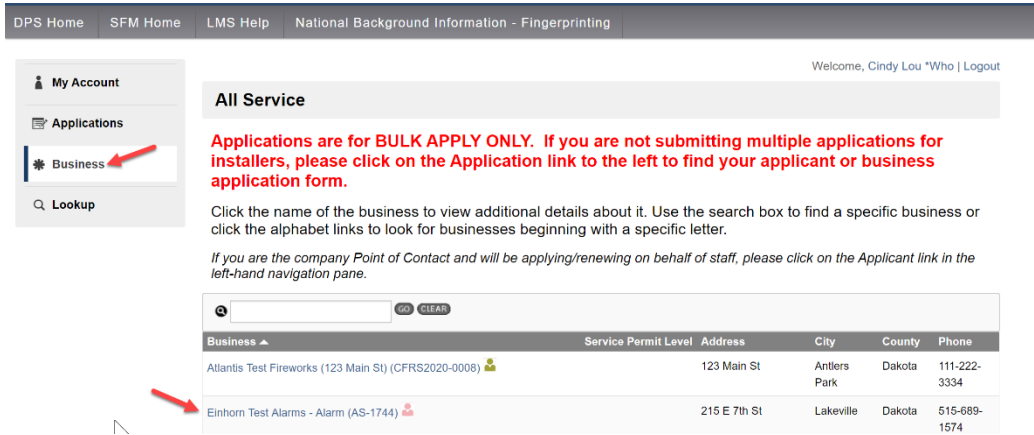 DPS Home SFM Home LMS Help National Background Information - Fingerprinting
Welcome, Cindy Lou *Who | Logout
My Account
Applications
Business
Lookup
All Service
Applications are for BULK APPLY ONLY. If you are not submitting multiple applications for
installers, please click on the Application link to the left to find your applicant or business
application form.
Click the name of the business to view additional details about it. Use the search box to find a specific business or
click the alphabet links to look for businesses beginning with a specific letter.
If you are the company Point of Contact and will be applying/renewing on behalf of staff, please click on the Applicant link in the
left-hand navigation pane.
GO CLEAR
Business Service Permit Level Address City County Phone
Atlantis Test Fireworks (123 Main St) (CFRS2020-0008) 123 Main St Antlers Dakota 111-222-
Park 3334
Einhorn Test Alarms - Alarm (AS-1744) 215 E 7th St Lakeville Dakota 515-689-
1574